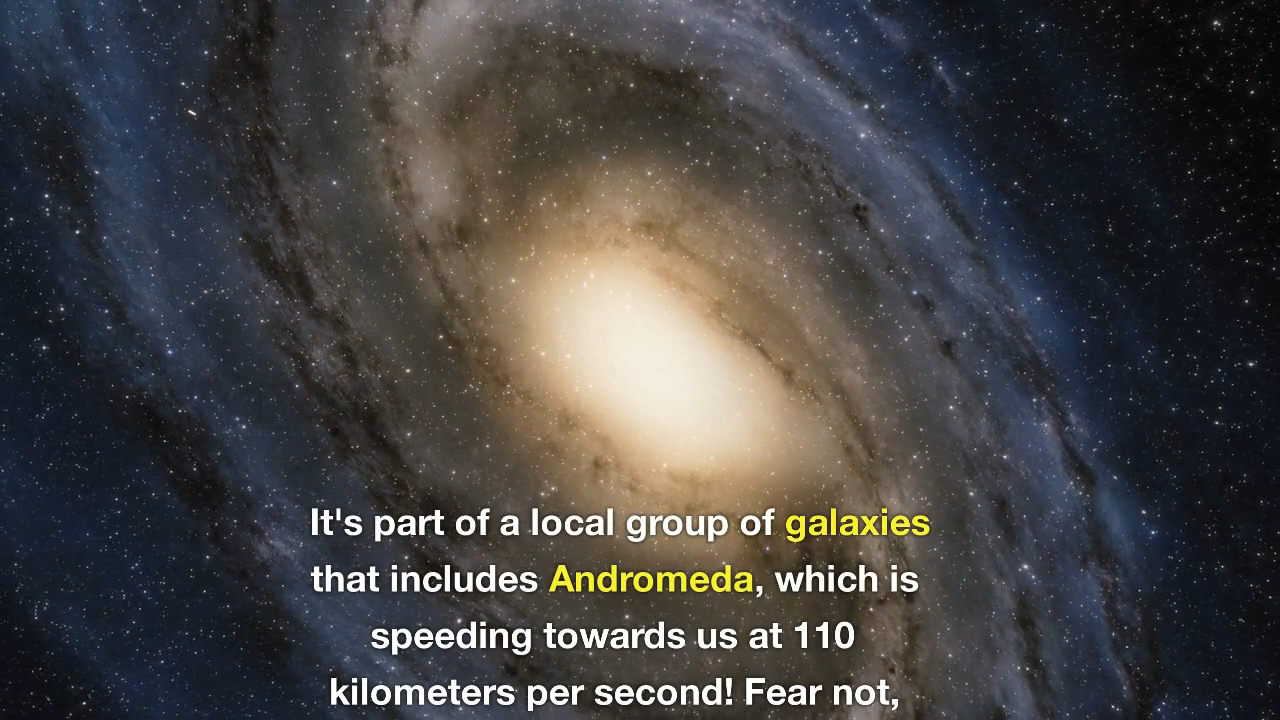 It's part of a local group of galaxies
that includes Andromeda, which is
speeding towards us at 110
kilometers per second! Fear not,